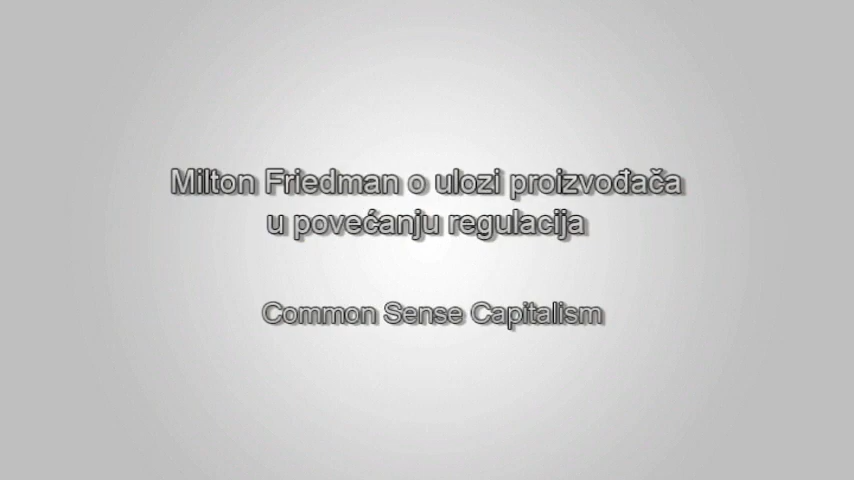 Milton Friedman o ulozi proizvođača
u povećanju regulacija
Common Sense Capitalism